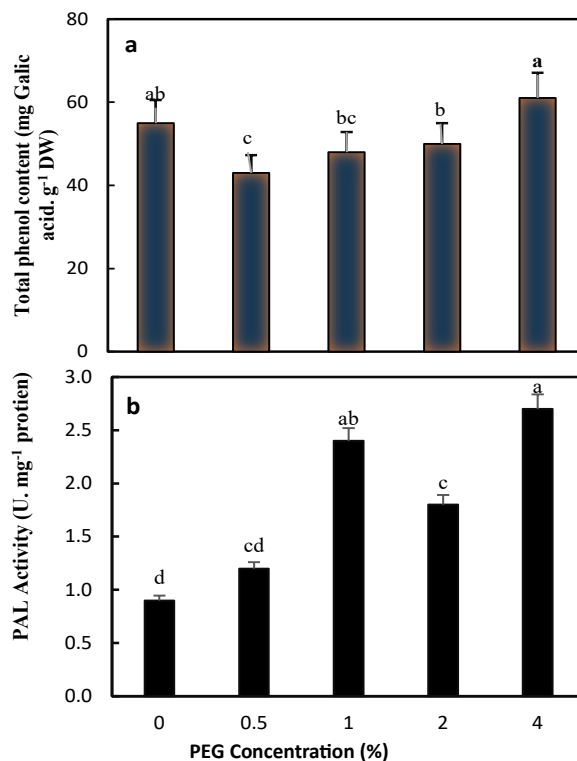 80
a
a
ab
60
b
bc
c
40
20
0
Total phenol content (mg Galic
acid. g-1 DW)
3.0
b
a
ab
2.5
2.0
c
1.5
cd
d
1.0
0.5
0.0
PAL Activity (U. mg-1 protien)
0 0.5 1 2 4
PEG Concentration (%)